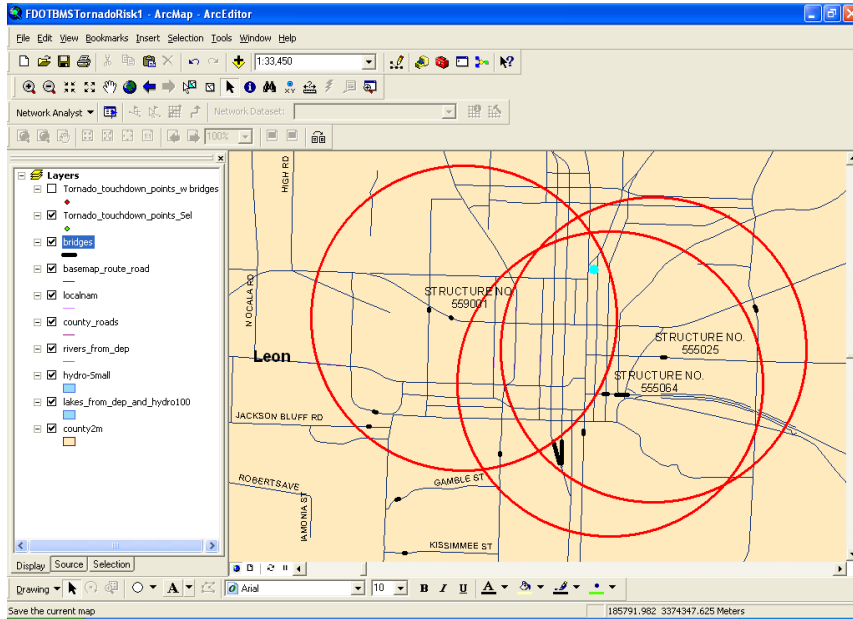 FDOTBMSTornadoRisk1 - ArcMap - ArcEditor
File Edit View Bookmarks Insert Selection Tools Window Help
1:33,450
Network Analyst Network Dataset:
100%
Layers
Tornado_touchdown_points_w bridges
Tornado_touchdown_points_Sel
bridges
basemap_route_road
localnam
county_roads
rivers_from_dep
hydro-Small
lakes_from_dep_and_hydro100
county2m
Display Source Selection
HIGH RD
N OCALA RD
STRUCTURE NO.
559001
STRUCTURE NO.
555025
Leon
STRUCTURE NO.
555064
JACKSON BLUFF RD
ROBERTSAVE
IAMONIA ST
GAMBLE ST
KISSIMMEE ST
Drawing A Arial 10 B I U A
Save the current map
185791.982 3374347.625 Meters